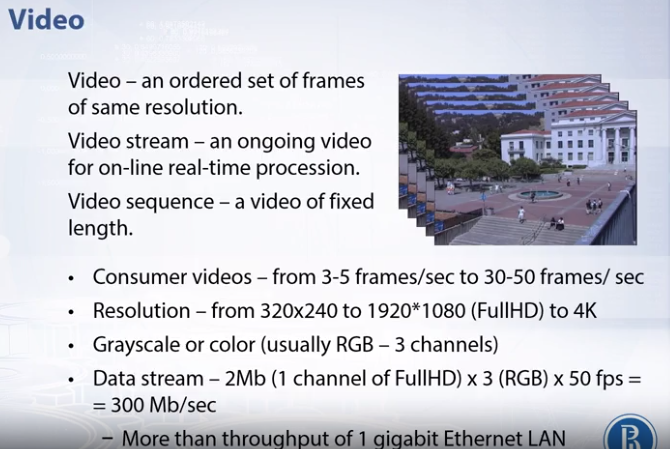 Video
Video – an ordered set of frames
of same resolution.
Video stream – an ongoing video
for on-line real-time procession.
Video sequence – a video of fixed
length.
• Consumer videos – from 3-5 frames/sec to 30-50 frames/ sec
• Resolution – from 320x240 to 1920*1080 (FullHD) to 4K
• Grayscale or color (usually RGB – 3 channels)
• Data stream – 2Mb (1 channel of FullHD) x 3 (RGB) x 50 fps =
= 300 Mb/sec
– More than throughput of 1 gigabit Ethernet LAN